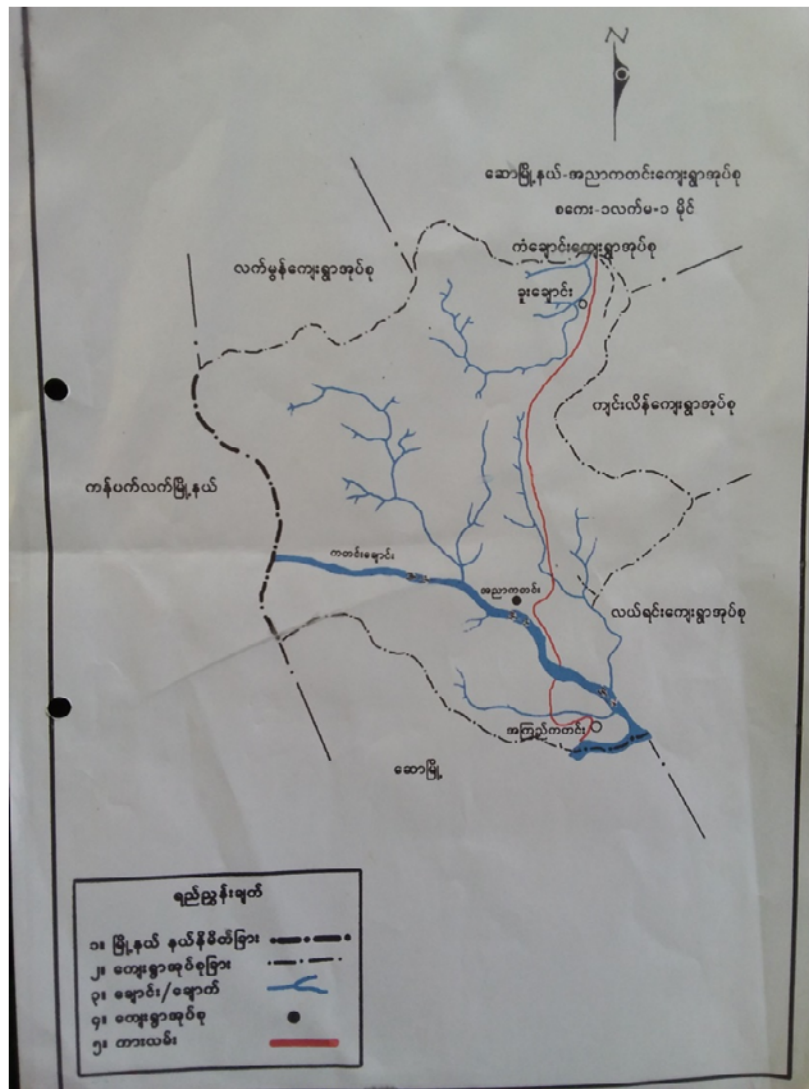 N
ဆောမြို့နယ်-အညာကတင်းကျေးရွာအုပ်စု
စကေး-၁လက်မ=၁ မိုင်
ကံချောင်းကျေးရွာအုပ်စု
လက်မွန်ကျေးရွာအုပ်စု
ခူးချောင်း
ကျင်းလိန်ကျေးရွာအုပ်စု
ကန်ပက်လက်မြို့နယ်
ကတင်းချောင်း
အညာကတင်း
လယ်ရင်းကျေးရွာအုပ်စု
အကြည်ကတင်း
ဆောမြို့
ရည်ညွှန်းချက်
၁။ မြို့နယ် နယ်နိမိတ်ခြား
၂။ ကျေးရွာအုပ်စုခြား
၃။ ချောင်း/ချောက်
၄။ ကျေးရွာအုပ်စု
၅။ ကားလမ်း